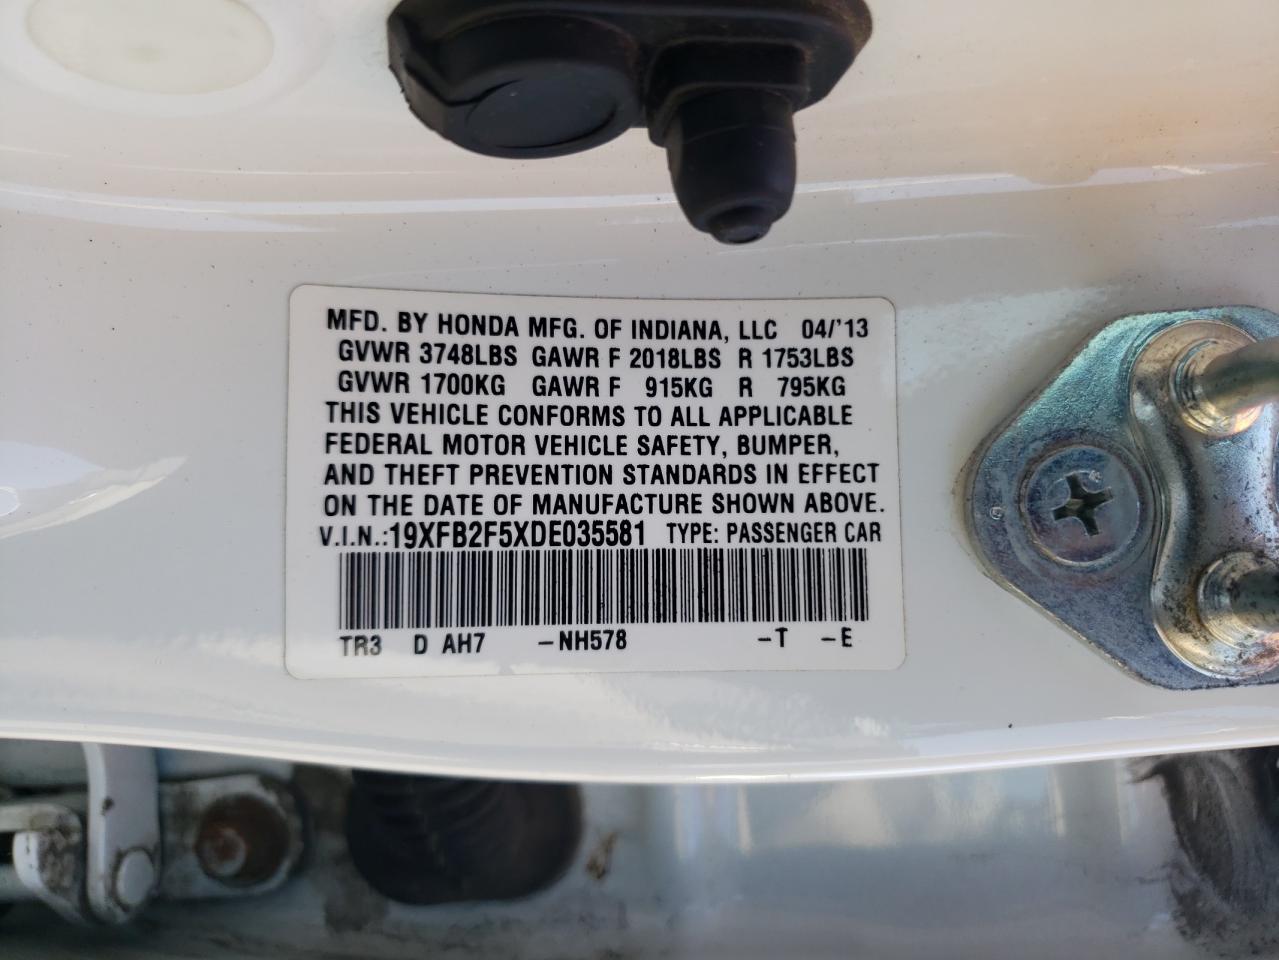 MFD. BY HONDA MFG. OF INDIANA, LLC 04/'13
GVWR 3748LBS GAWR F 2018LBS R 1753LBS
GVWR 1700KG GAWR F 915KG R 795KG
THIS VEHICLE CONFORMS TO ALL APPLICABLE
FEDERAL MOTOR VEHICLE SAFETY, BUMPER,
AND THEFT PREVENTION STANDARDS IN EFFECT
ON THE DATE OF MANUFACTURE SHOWN ABOVE.
V.I.N.:19XFB2F5XDE035581 TYPE: PASSENGER CAR
TR3 D AH7 -NH578 -T -E